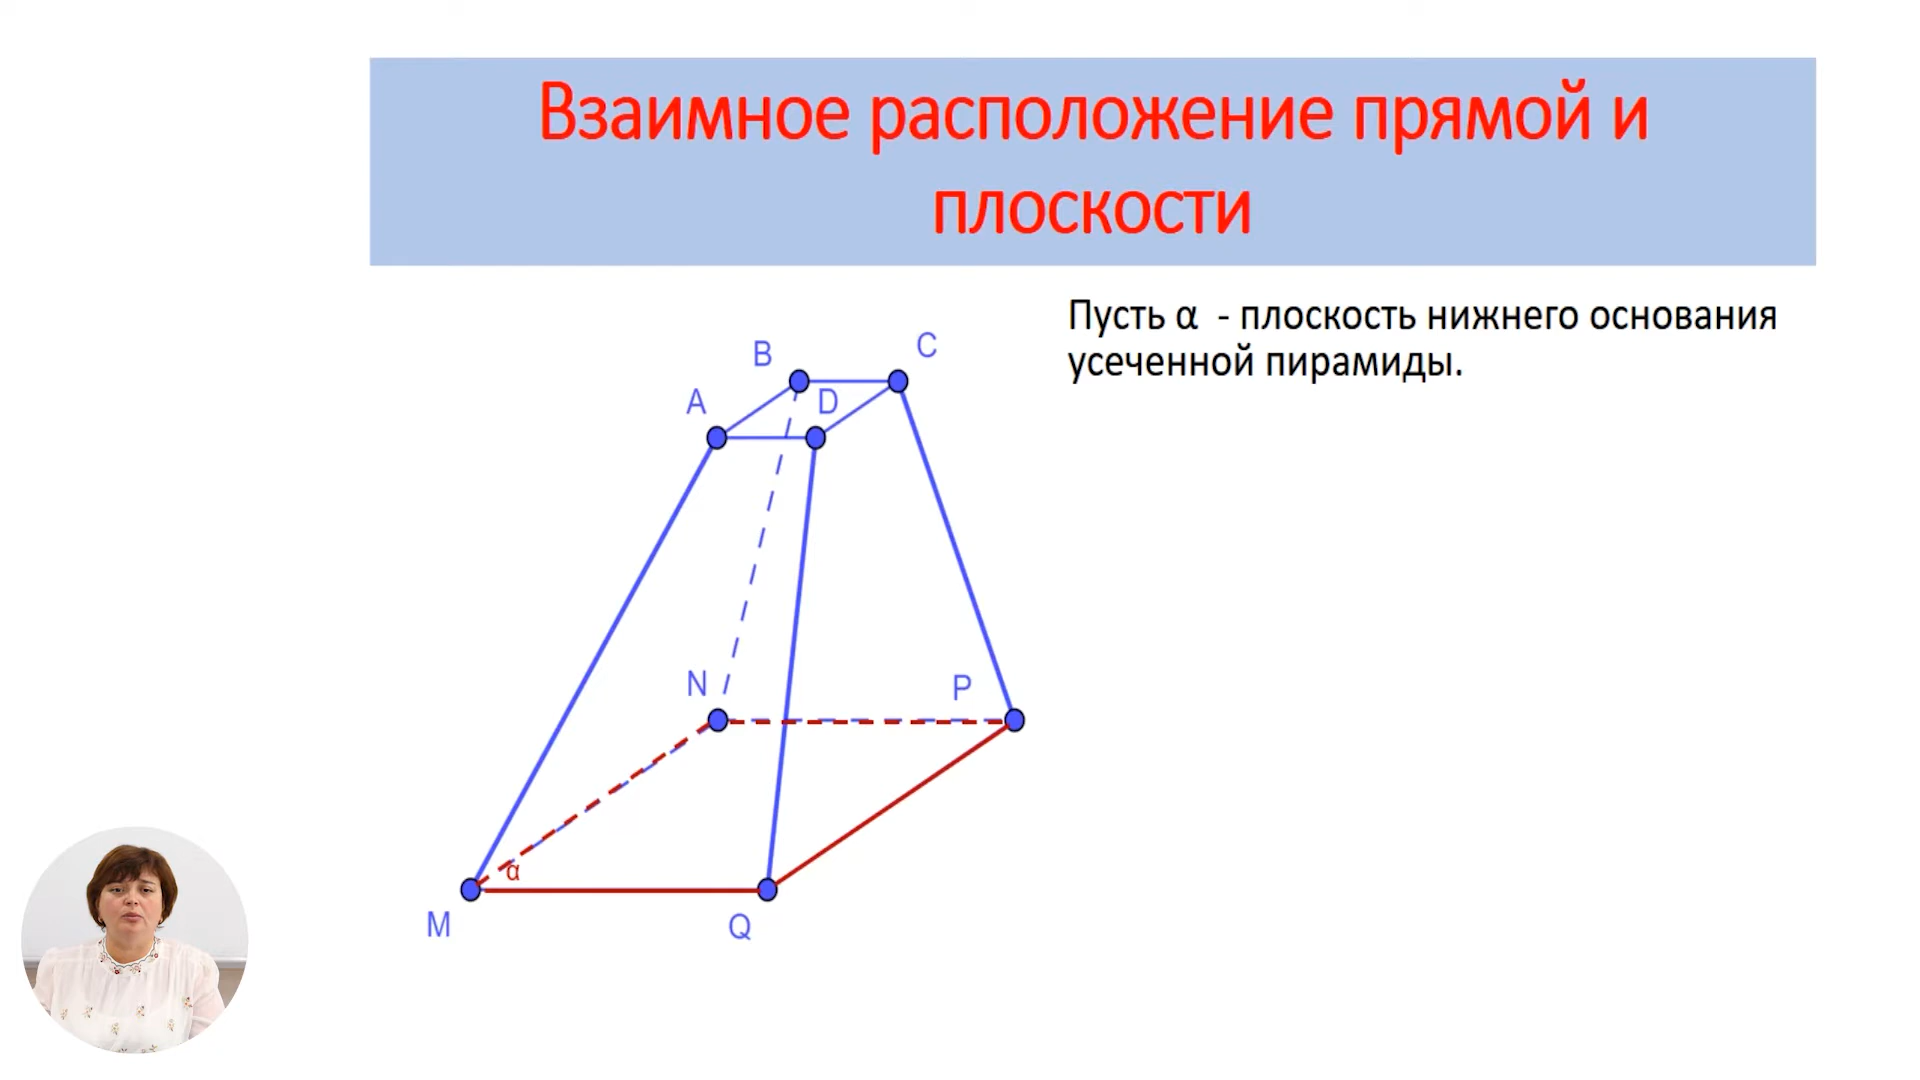 Взаимное расположение прямой и
плоскости
Пусть α - плоскость нижнего основания
усеченной пирамиды.
B
C
A
D
N
P
α
M
Q